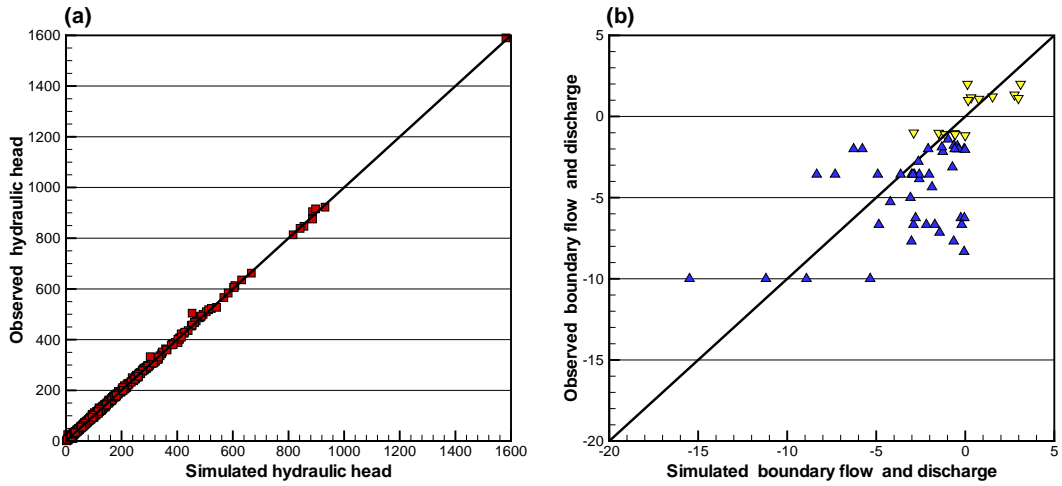 (a)
1600
1400
1200
1000
800
600
400
200
0
0 200 400 600 800 1000 1200 1400 1600
Observed hydraulic head
Simulated hydraulic head
(b)
5
0
-5
-10
-15
-20
-20 -15 -10 -5 0 5
Observed boundary flow and discharge
Simulated boundary flow and discharge